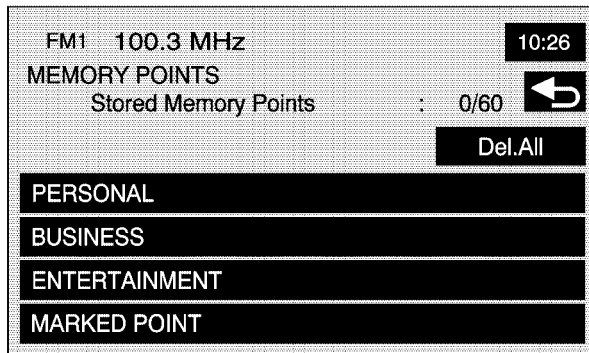 FM1 100.3 MHz 10:26
MEMORY POINTS
Stored Memory Points : 0/60
Del.All
PERSONAL
BUSINESS
ENTERTAINMENT
MARKED POINT